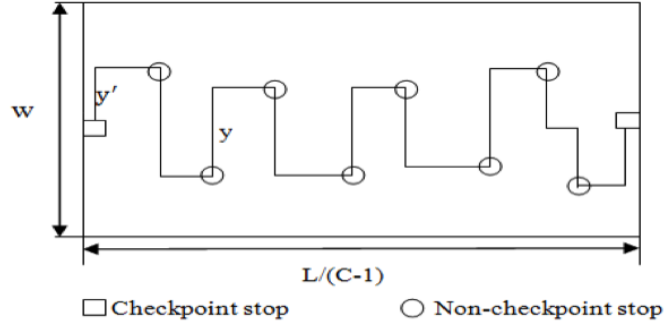 y′
w
y
L/(C-1)
Checkpoint stop
Non-checkpoint stop